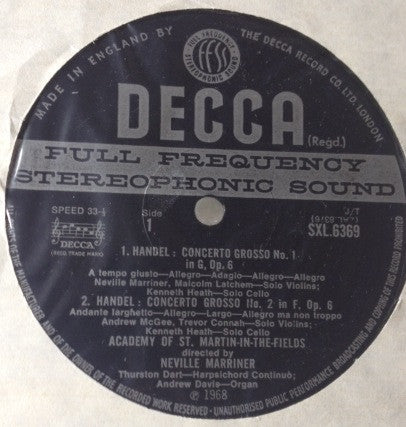 MADE IN ENGLAND BY THE DECCA RECORD CO. LTD. LONDON
FULL FREQUENCY
ffss
STEREOPHONIC SOUND
DECCA
(Regd.)
FULL FREQUENCY
STEREOPHONIC SOUND
SPEED 33⅓
Side
1
J/T
SXL.6369
DECCA
(REGD. TRADE MARK)
1. HANDEL : CONCERTO GROSSO No. 1
in G, Op. 6
A tempo giusto—Allegro—Adagio—Allegro—Allegro
Neville Marriner, Malcolm Latchem—Solo Violins;
Kenneth Heath—Solo Cello
2. HANDEL : CONCERTO GROSSO No. 2 in F, Op. 6
Andante larghetto—Allegro—Largo—Allegro ma non troppo
Andrew McGee, Trevor Connah—Solo Violins;
Kenneth Heath—Solo Cello
ACADEMY OF ST. MARTIN-IN-THE-FIELDS
directed by
NEVILLE MARRINER
Thurston Dart—Harpsichord Continuo;
Andrew Davis—Organ
℗ 1968
MANUFACTURER AND OF THE OWNER OF THE RECORDED WORK RESERVED · UNAUTHORISED PUBLIC PERFORMANCE BROADCASTING AND COPYING OF THIS RECORD PROHIBITED